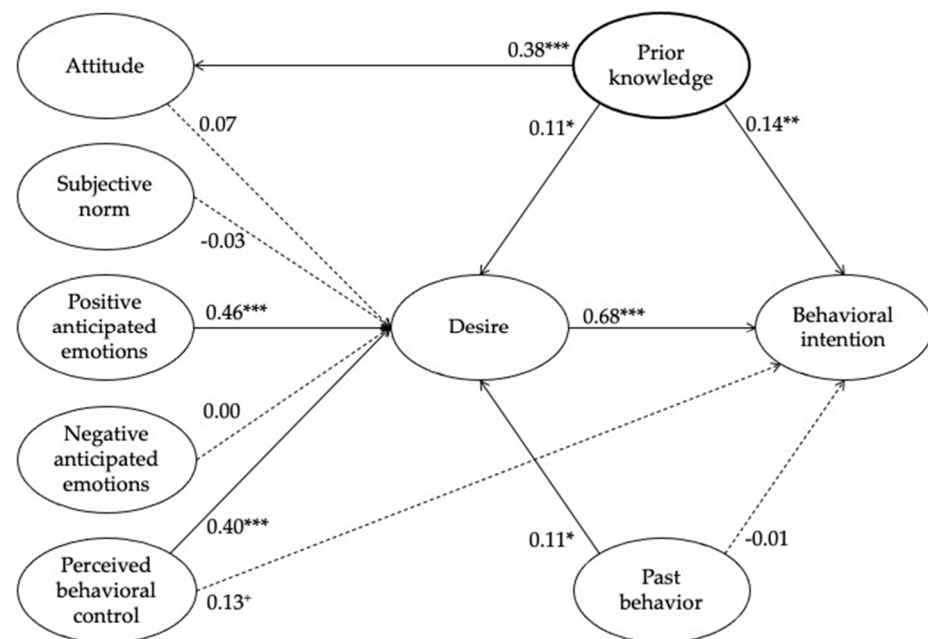 Attitude
0.38***
Prior
knowledge
0.07
0.11*
0.14**
Subjective
norm
-0.03
Positive
anticipated
emotions
0.46***
Desire
0.68***
Behavioral
intention
Negative
anticipated
emotions
0.00
0.40***
Perceived
behavioral
control
0.13⁺
0.11*
Past
behavior
-0.01